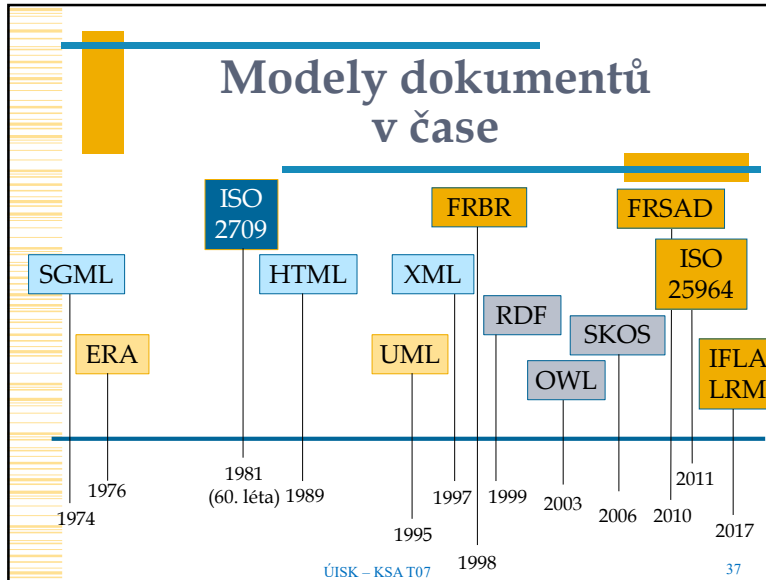 Modely dokumentů
v čase
ISO
2709
FRBR
FRSAD
SGML
HTML
XML
ISO
25964
RDF
ERA
UML
SKOS
OWL
IFLA
LRM
1981
(60. léta)
1976
1989
1997
1999
2003
2006
2011
2010
1974
1995
2017
1998
ÚISK – KSA T07
37